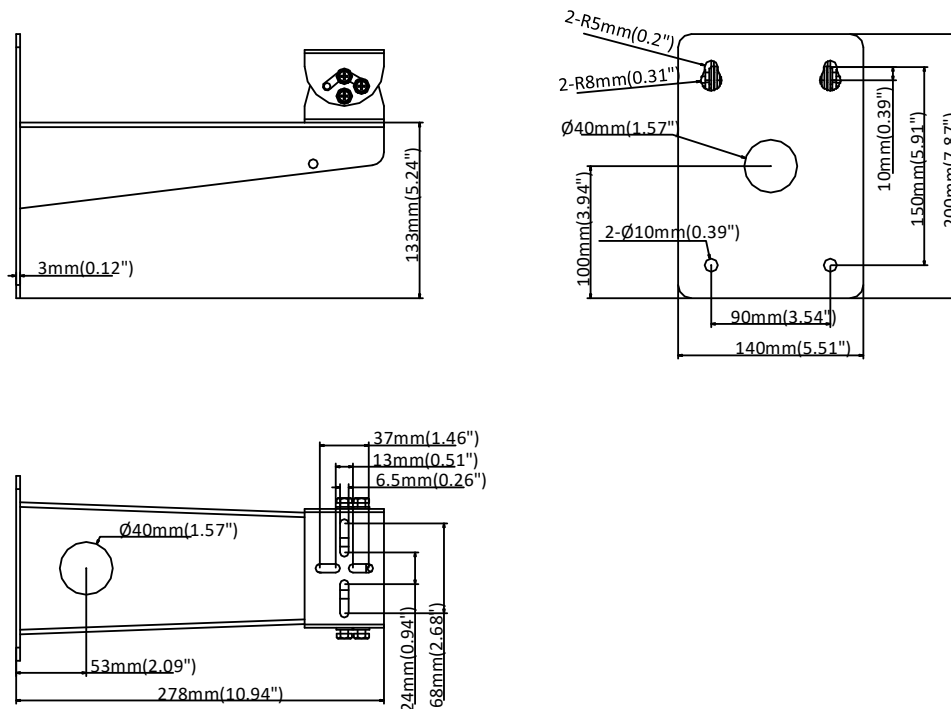 2-R5mm(0.2")
2-R8mm(0.31")
Ø40mm(1.57")
10mm(0.39")
150mm(5.91")
200mm(7.87")
133mm(5.24")
100mm(3.94")
2-Ø10mm(0.39")
3mm(0.12")
90mm(3.54")
140mm(5.51")
37mm(1.46")
13mm(0.51")
6.5mm(0.26")
Ø40mm(1.57")
24mm(0.94")
68mm(2.68")
53mm(2.09")
278mm(10.94")